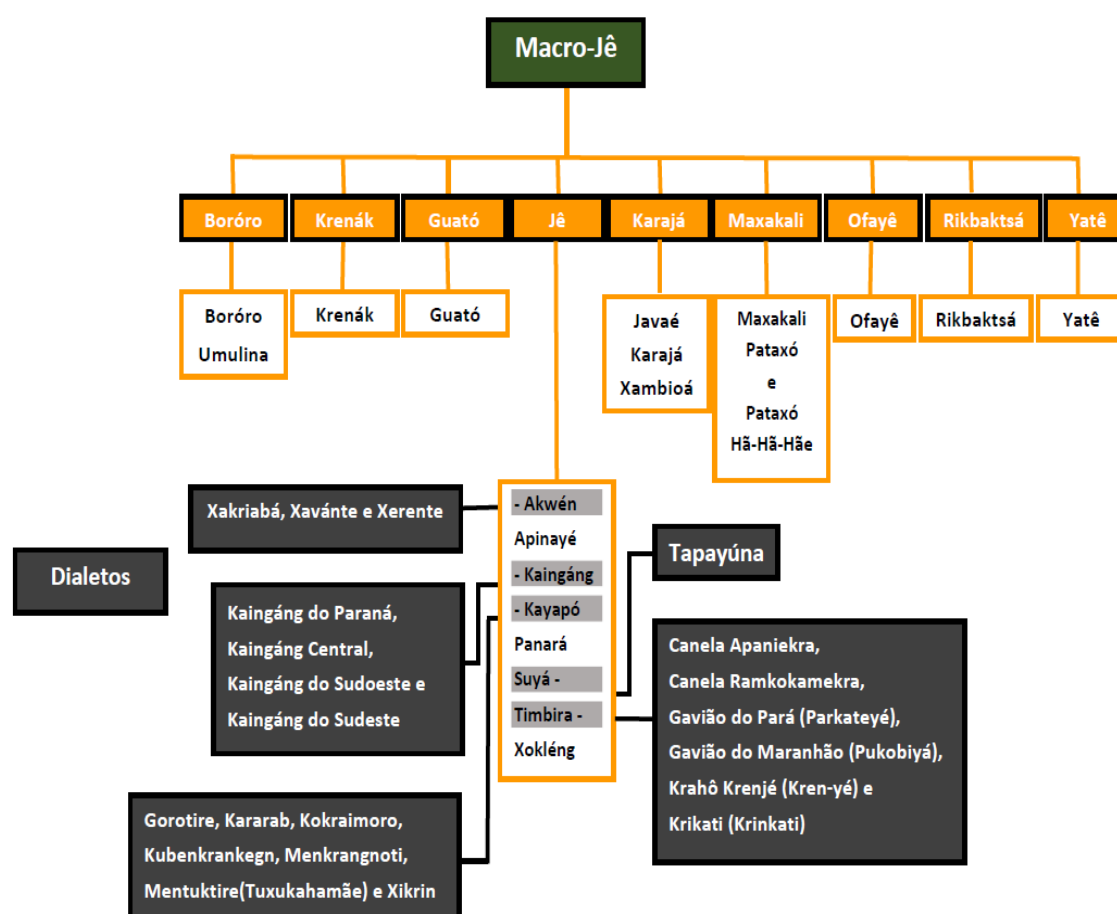 Macro-Jê
Boróro
Krenák
Guató
Jê
Karajá
Maxakali
Ofayê
Rikbaktsá
Yatê
Boróro
Umulina
Krenák
Guató
Javaé
Karajá
Xambioá
Maxakali
Pataxó
e
Pataxó
Hã-Hã-Hãe
Ofayê
Rikbaktsá
Yatê
Dialetos
Xakriabá, Xavánte e Xerente
Kaingáng do Paraná,
Kaingáng Central,
Kaingáng do Sudoeste e
Kaingáng do Sudeste
Gorotire, Kararab, Kokraimoro,
Kubenkrankegn, Menkrangnoti,
Mentuktire(Tuxukahamãe) e Xikrin
- Akwén
Apinayé
- Kaingáng
- Kayapó
Panará
Suyá -
Timbira -
Xokléng
Tapayúna
Canela Apaniekra,
Canela Ramkokamekra,
Gavião do Pará (Parkateyé),
Gavião do Maranhão (Pukobiyá),
Krahô Krenjé (Kren-yé) e
Krikati (Krinkati)